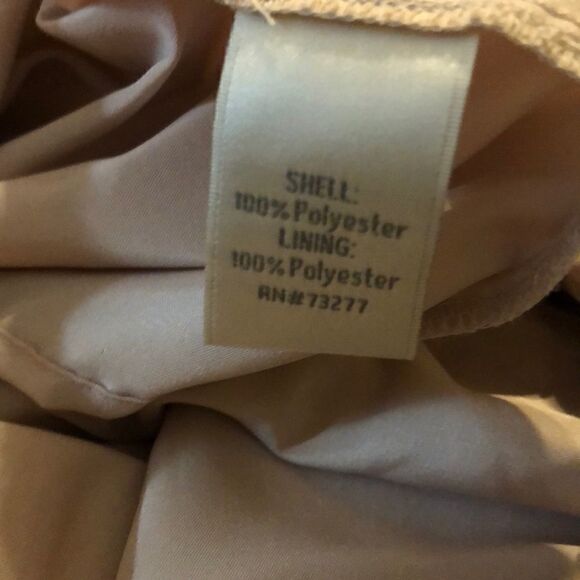 SHELL:
100% Polyester
LINING:
100% Polyester
RN#73277